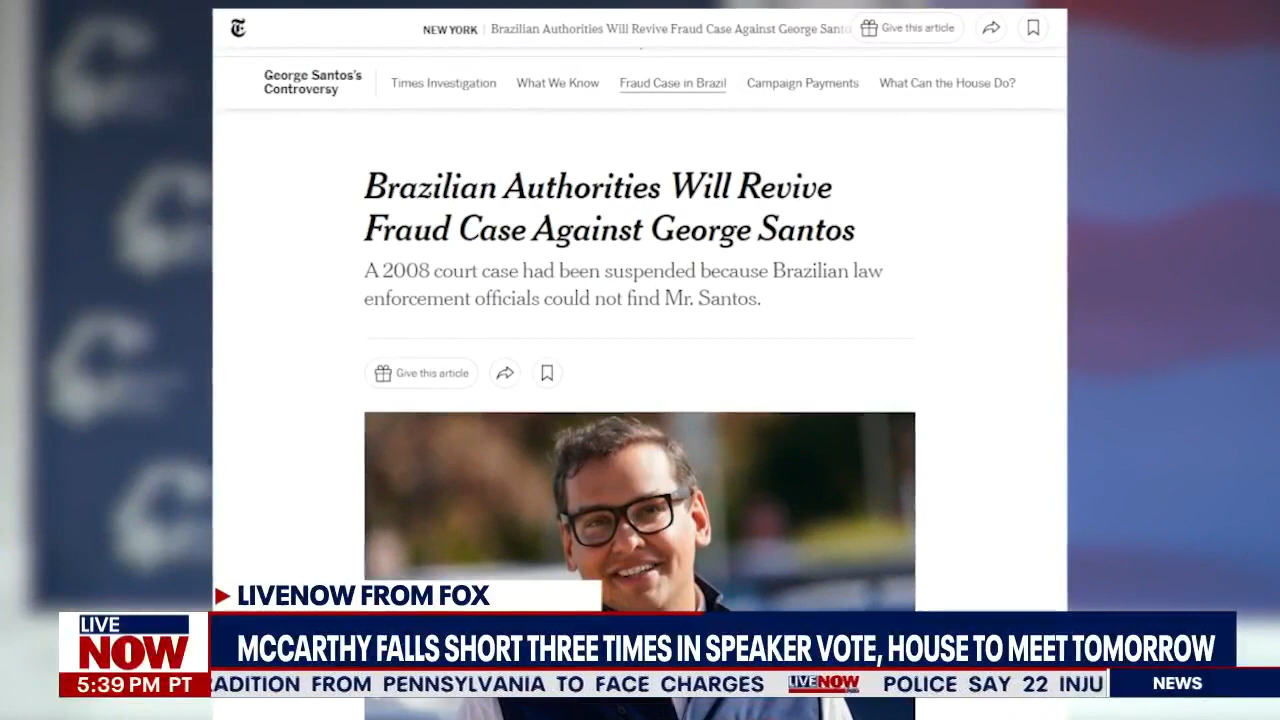 NEW YORK | Brazilian Authorities Will Revive Fraud Case Against George Santo
Give this article
George Santos's
Controversy
Times Investigation
What We Know
Fraud Case in Brazil
Campaign Payments
What Can the House Do?
Brazilian Authorities Will Revive
Fraud Case Against George Santos
A 2008 court case had been suspended because Brazilian law
enforcement officials could not find Mr. Santos.
Give this article
LIVENOW FROM FOX
LIVE
NOW
MCCARTHY FALLS SHORT THREE TIMES IN SPEAKER VOTE, HOUSE TO MEET TOMORROW
5:39 PM PT
ADITION FROM PENNSYLVANIA TO FACE CHARGES LIVENOW POLICE SAY 22 INJU
NEWS